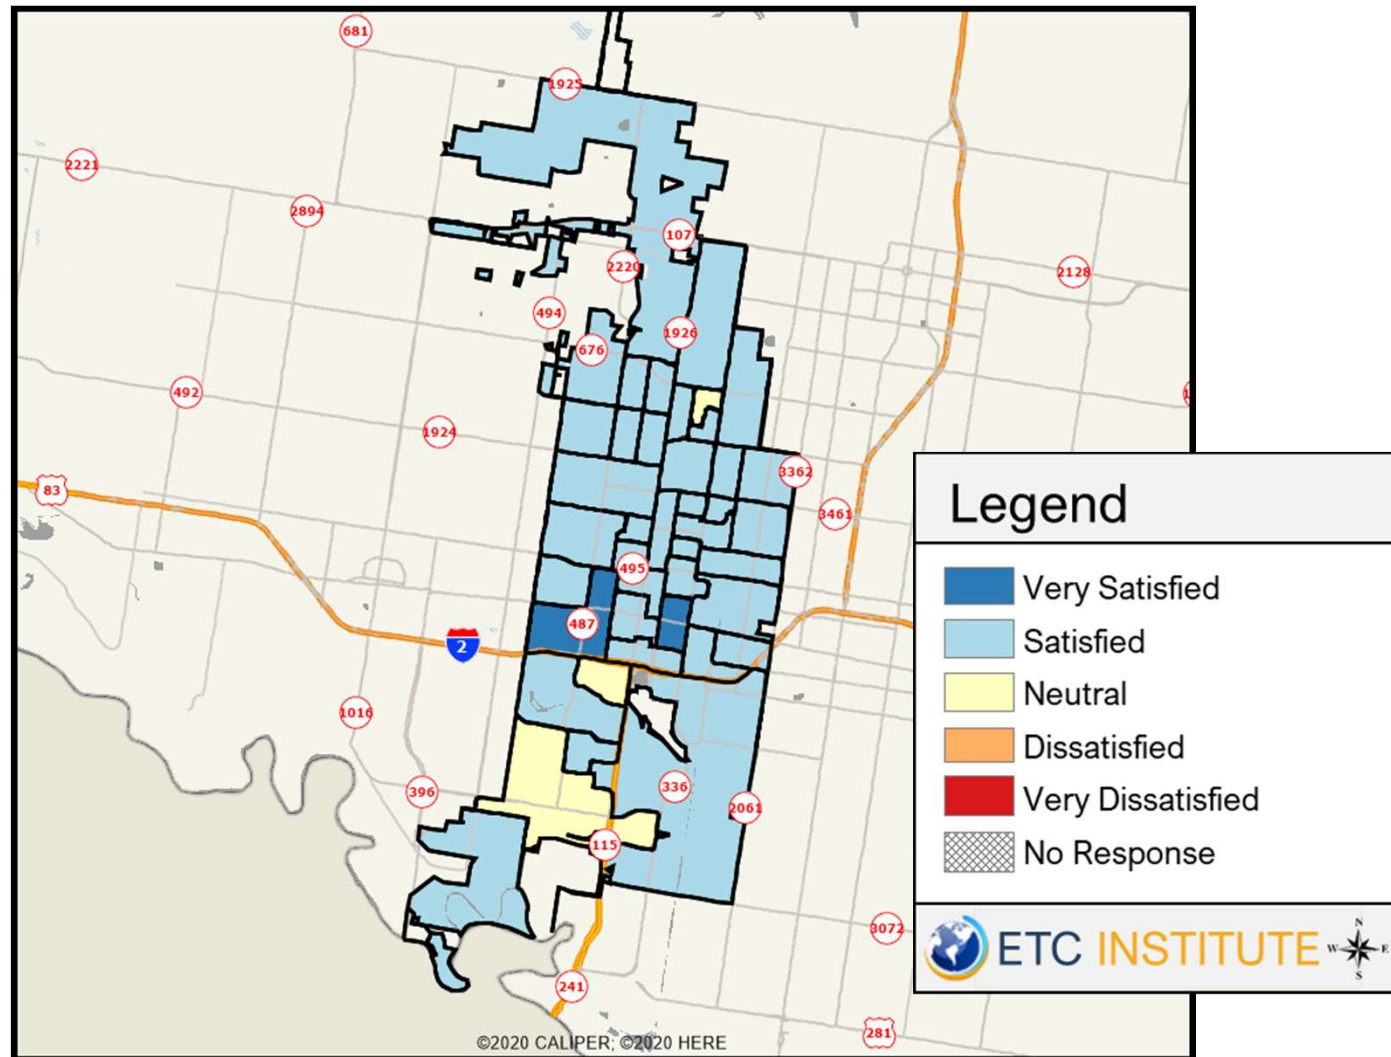 681
1925
2221
2894
107
2220
2128
494
1926
676
492
1924
3362
83
3461
495
487
2
1016
336
396
2061
115
3072
241
281
©2020 CALIPER; ©2020 HERE
Legend
Very Satisfied
Satisfied
Neutral
Dissatisfied
Very Dissatisfied
No Response
ETC INSTITUTE
N
W E
S